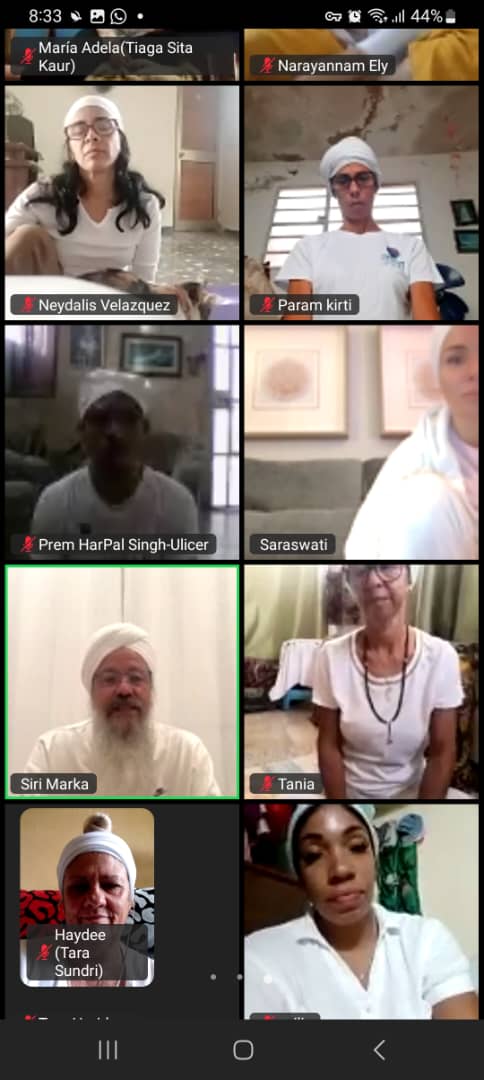 8:33
44%
María Adela(Tiaga Sita
Kaur)
Narayannam Ely
Neydalis Velazquez
Param kirti
Prem HarPal Singh-Ulicer
Saraswati
Siri Marka
Tania
Haydee
(Tara
Sundri)